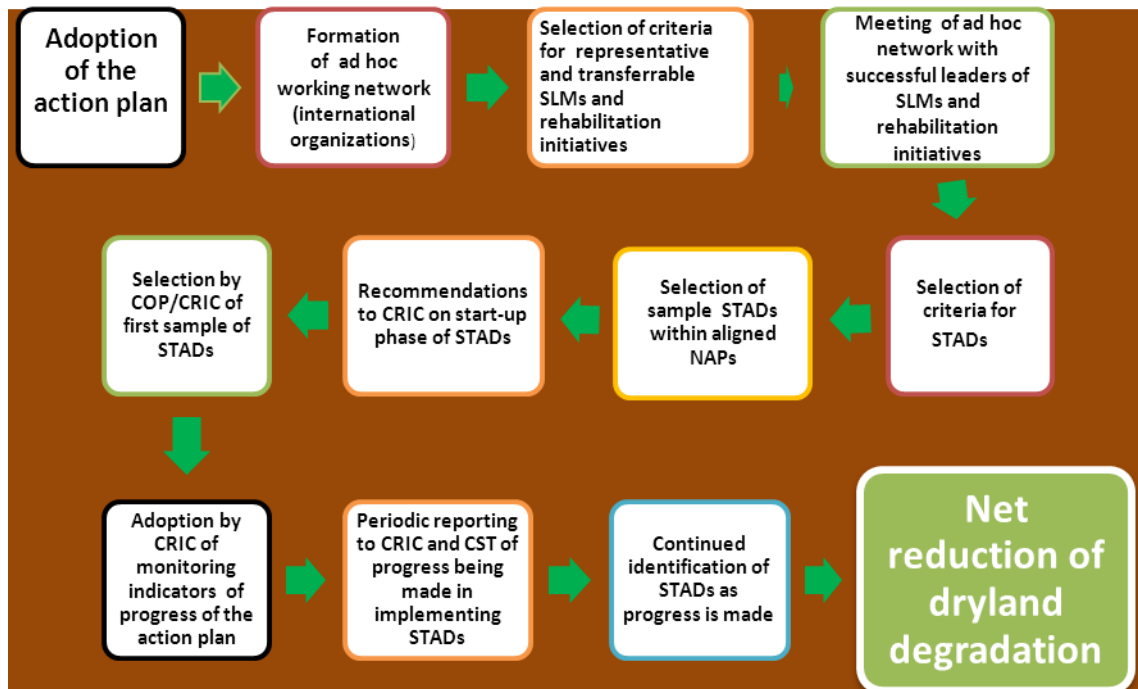 Adoption
of the
action plan
Formation
of ad hoc
working network
(international
organizations)
Selection of criteria
for representative
and transferrable
SLMs and
rehabilitation
initiatives
Meeting of ad hoc
network with
successful leaders of
SLMs and
rehabilitation
initiatives
Selection of
criteria for
STADs
Selection of
sample STADs
within aligned
NAPs
Recommendations
to CRIC on start-up
phase of STADs
Selection by
COP/CRIC of
first sample of
STADs
Adoption by
CRIC of
monitoring
indicators of
progress of the
action plan
Periodic reporting
to CRIC and CST of
progress being
made in
implementing
STADs
Continued
identification of
STADs as
progress is made
Net
reduction of
dryland
degradation